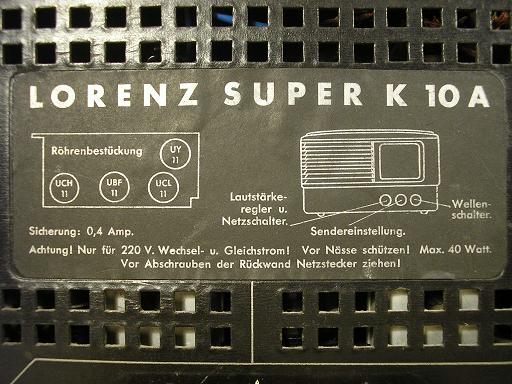 LORENZ SUPER K 10 A
Röhrenbestückung
UY
11
UCH
11
UBF
11
UCL
11
Lautstärke-
regler u.
Netzschalter.
Sendereinstellung.
Wellen-
schalter.
Sicherung: 0,4 Amp.
Achtung! Nur für 220 V. Wechsel- u. Gleichstrom! Vor Nässe schützen! Max. 40 Watt.
Vor Abschrauben der Rückwand Netzstecker ziehen!